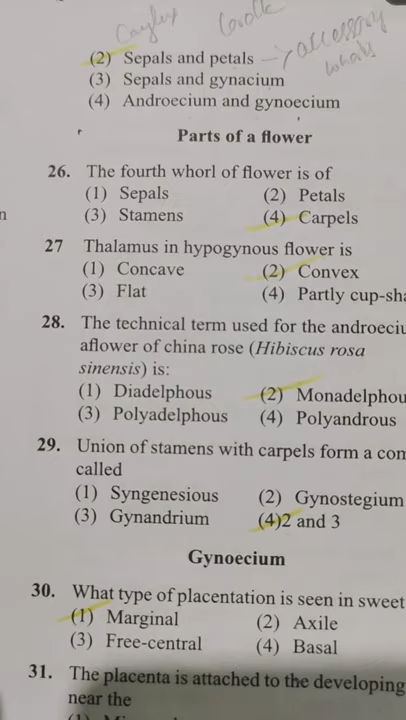 Calyx Corolla
(2) Sepals and petals → accessory whorls
(3) Sepals and gynacium
(4) Androecium and gynoecium
Parts of a flower
26. The fourth whorl of flower is of
(1) Sepals (2) Petals
(3) Stamens (4) Carpels
n
27 Thalamus in hypogynous flower is
(1) Concave (2) Convex
(3) Flat (4) Partly cup-sha
28. The technical term used for the androeciu
aflower of china rose (Hibiscus rosa
sinensis) is:
(1) Diadelphous (2) Monadelphou
(3) Polyadelphous (4) Polyandrous
29. Union of stamens with carpels form a con
called
(1) Syngenesious (2) Gynostegium
(3) Gynandrium (4)2 and 3
Gynoecium
30. What type of placentation is seen in sweet
(1) Marginal (2) Axile
(3) Free-central (4) Basal
31. The placenta is attached to the developing
near the